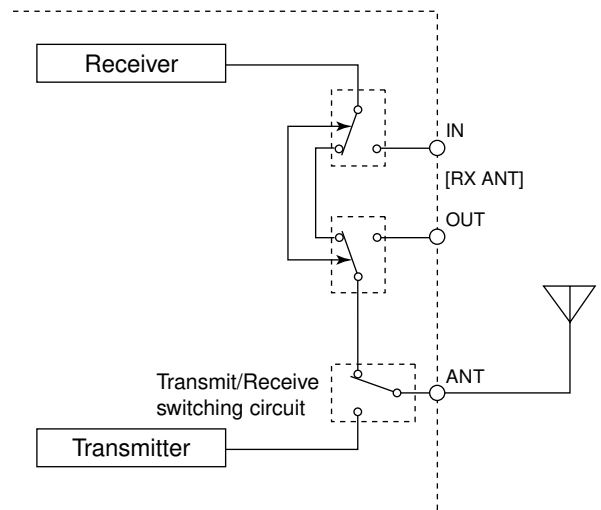 Receiver
IN
[RX ANT]
OUT
ANT
Transmit/Receive
switching circuit
Transmitter